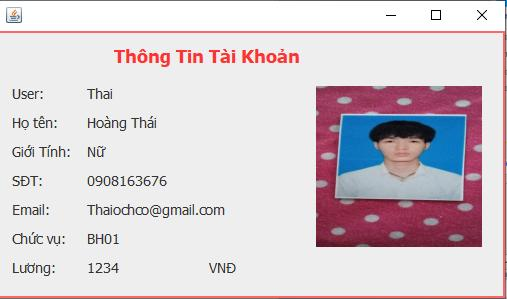 Thông Tin Tài Khoản
User: Thai
Họ tên: Hoàng Thái
Giới Tính: Nữ
SĐT: 0908163676
Email: Thaiochco@gmail.com
Chức vụ: BH01
Lương: 1234 VNĐ